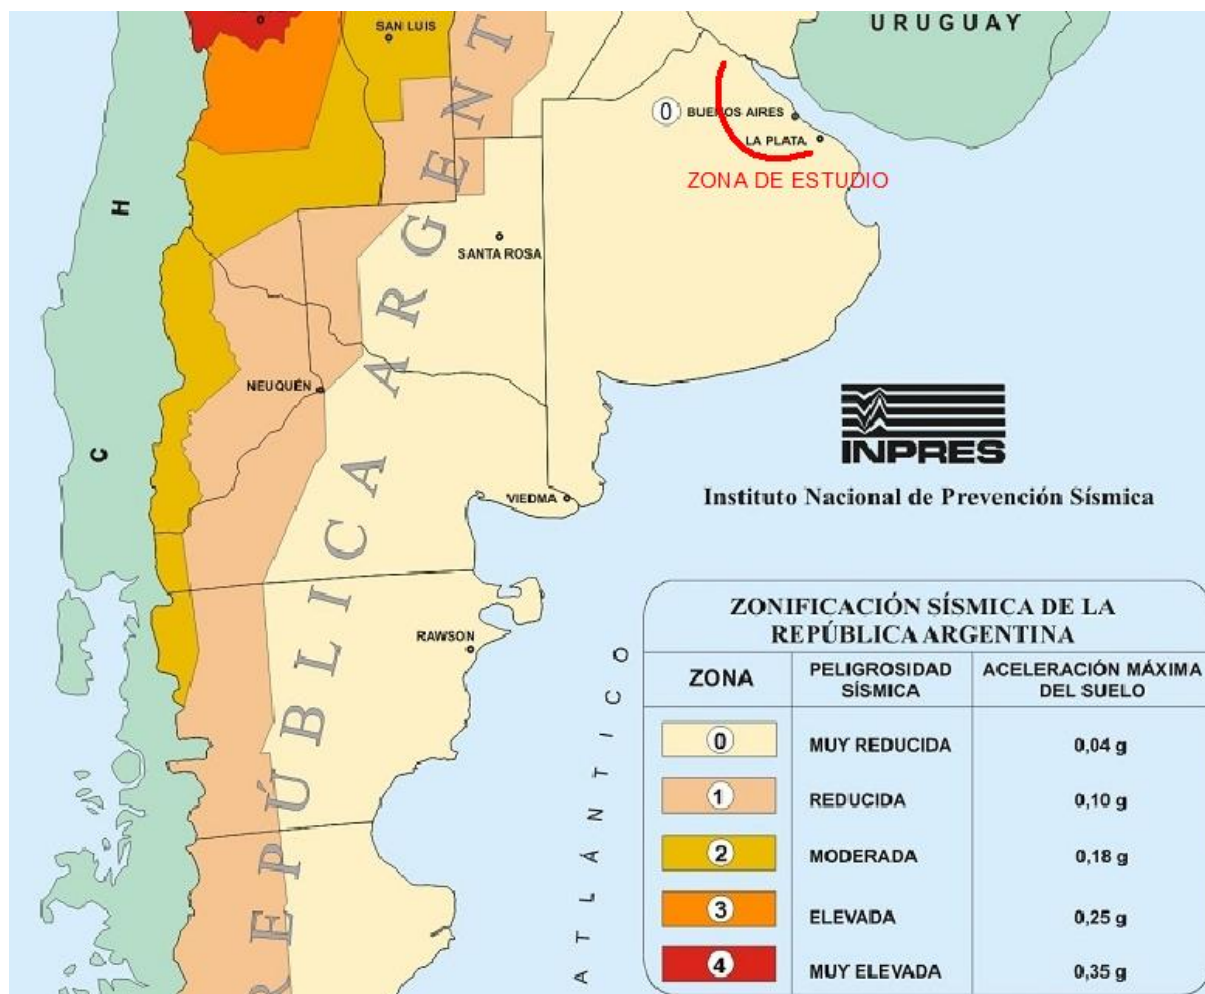 URUGUAY
SAN LUIS
0
BUENOS AIRES
LA PLATA
ZONA DE ESTUDIO
C H
SANTA ROSA
NEUQUÉN
REPÚBLICA ARGENT
VIEDMA
RAWSON
ATLÁNTICO
INPRES
Instituto Nacional de Prevención Sísmica
ZONIFICACIÓN SÍSMICA DE LA
REPÚBLICA ARGENTINA
ZONA
PELIGROSIDAD
SÍSMICA
ACELERACIÓN MÁXIMA
DEL SUELO
0 MUY REDUCIDA 0,04 g
1 REDUCIDA 0,10 g
2 MODERADA 0,18 g
3 ELEVADA 0,25 g
4 MUY ELEVADA 0,35 g